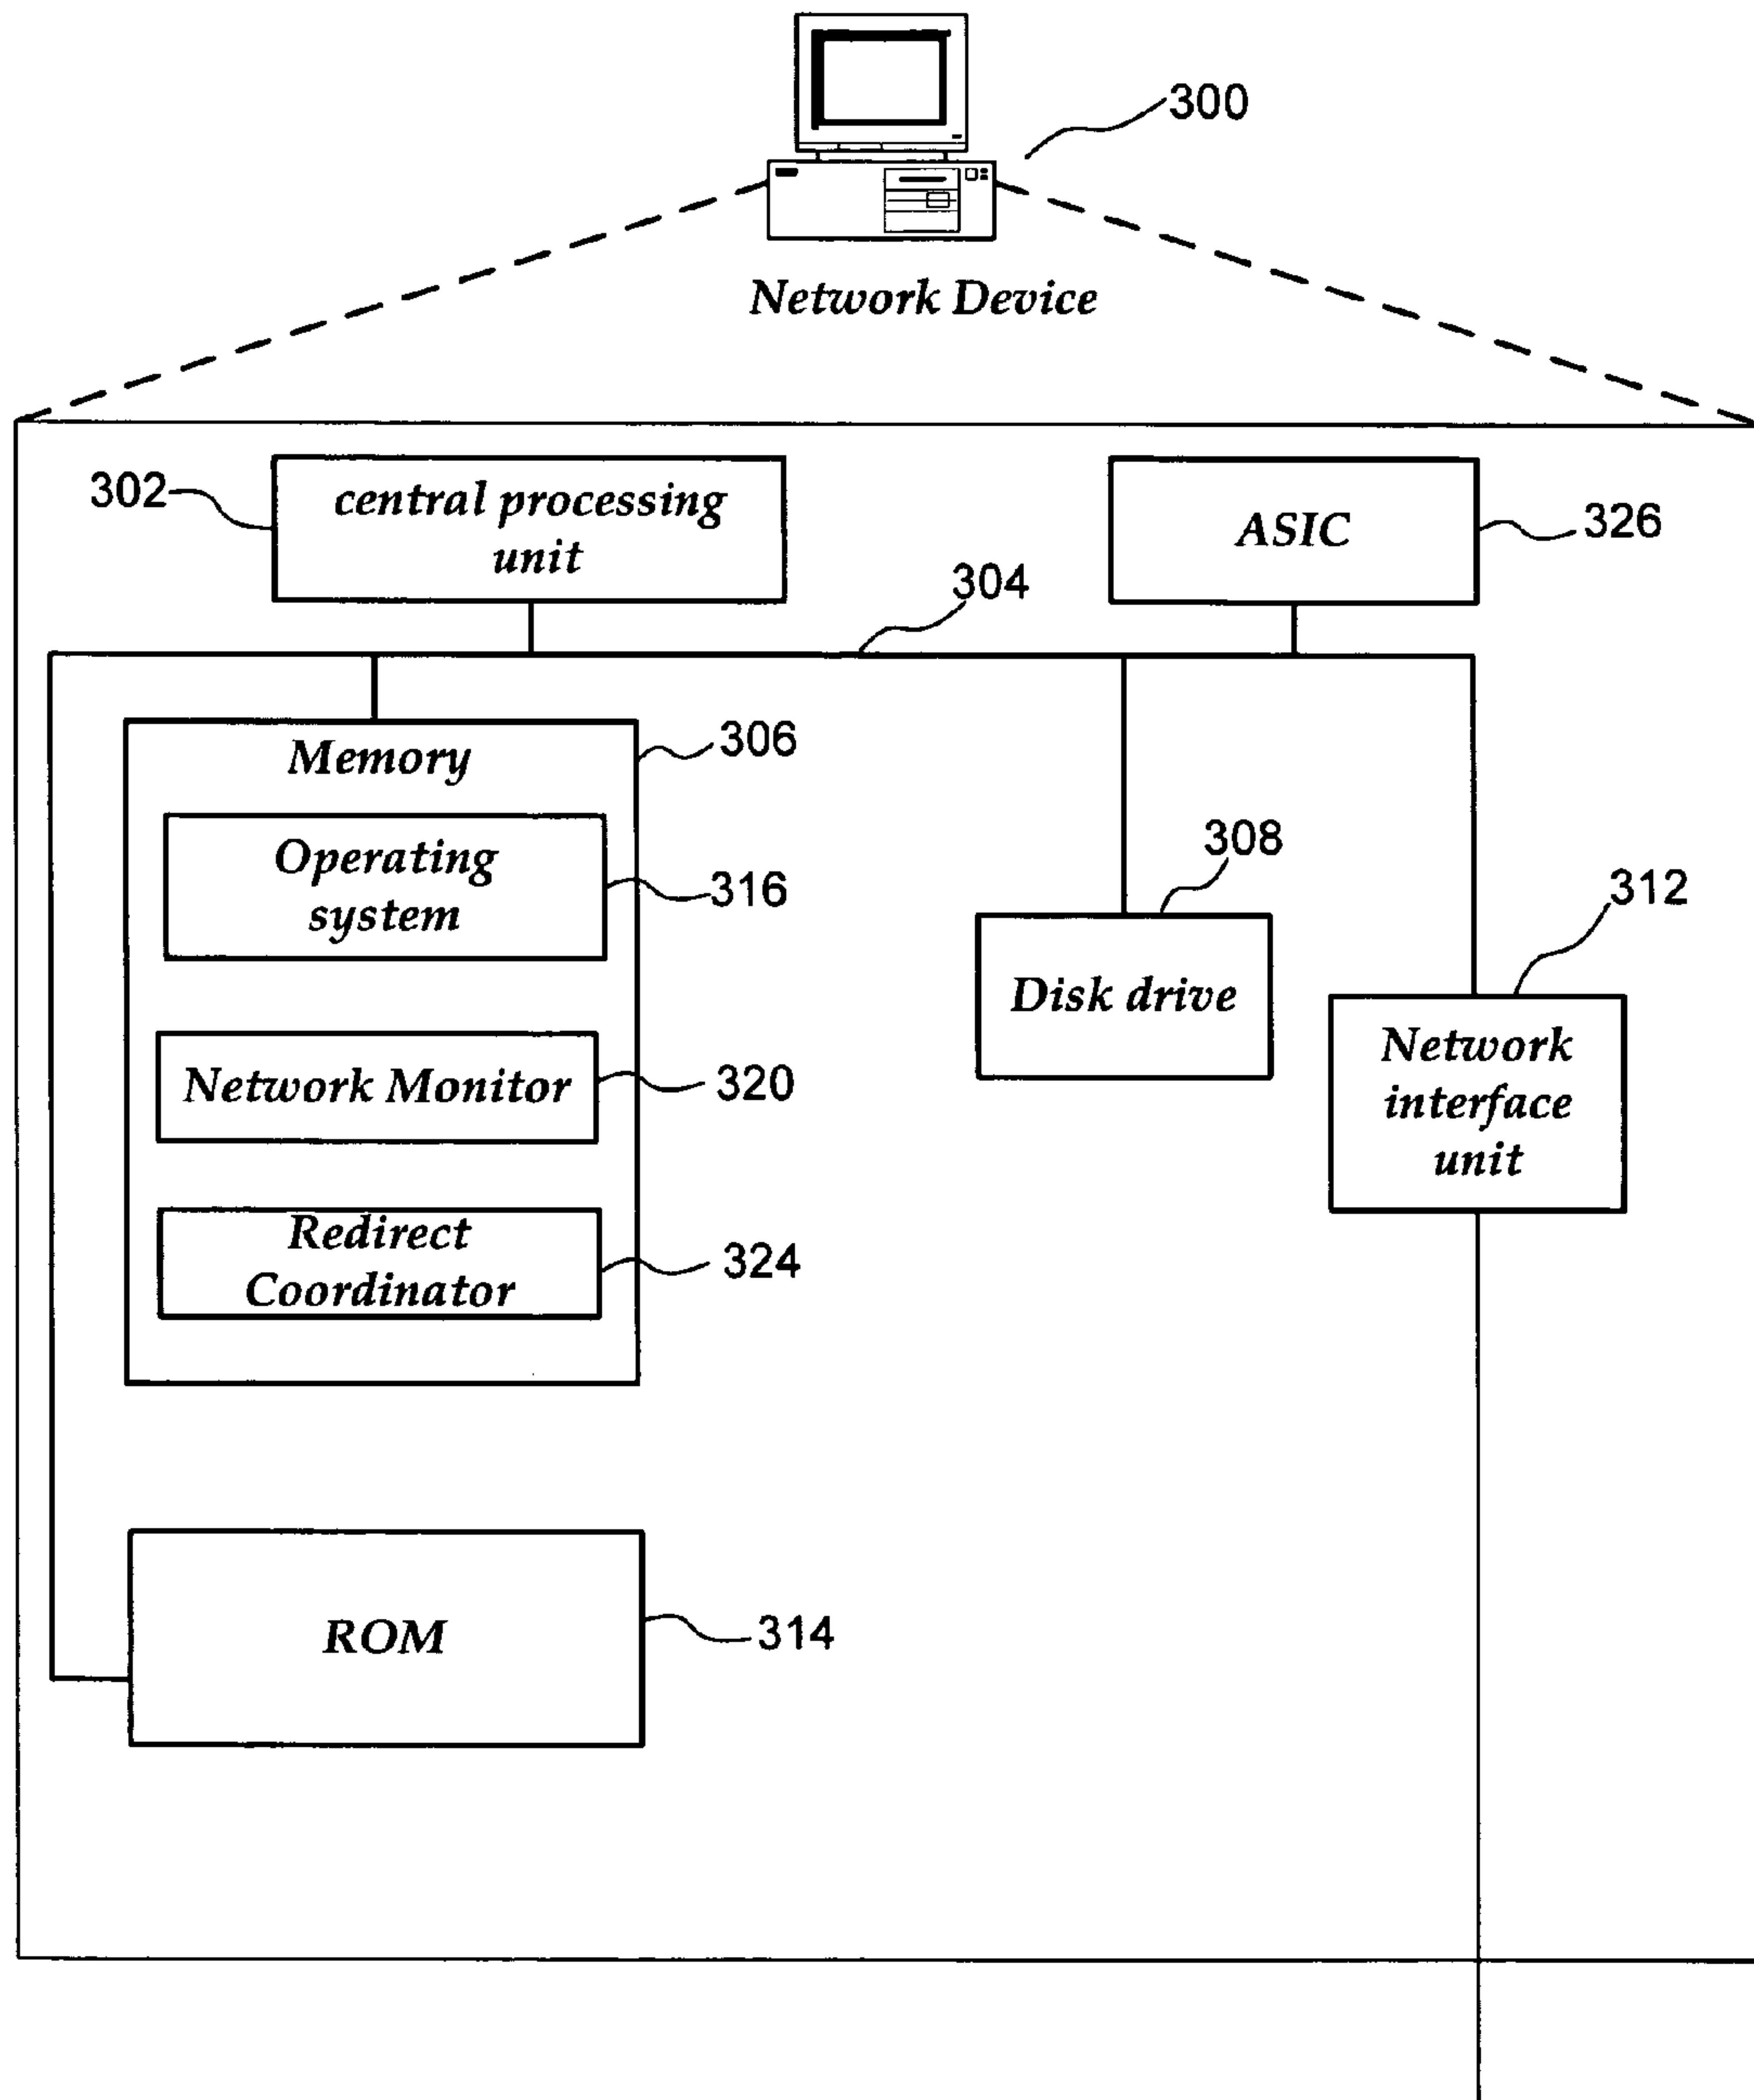 300
Network Device
302
central processing
unit
ASIC
326
304
Memory
306
Operating
system
316
308
312
Disk drive
Network
interface
unit
Network Monitor
320
Redirect
Coordinator
324
ROM
314